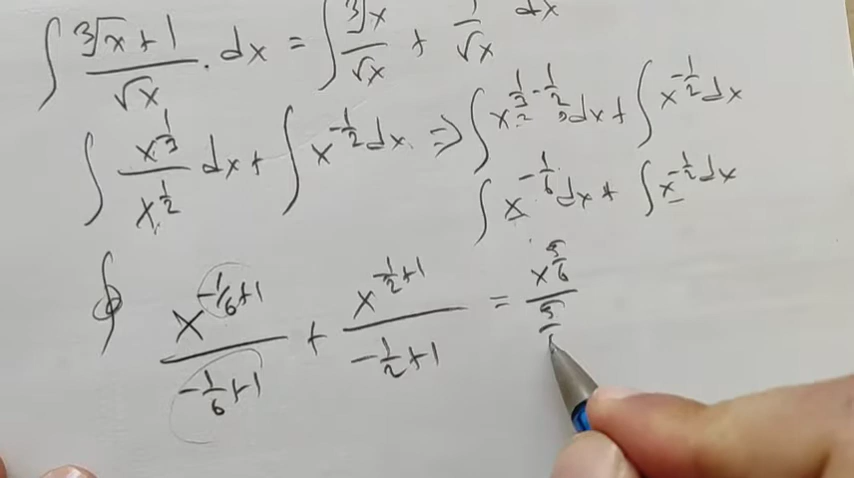 ∫ ∛x + 1 / √x . dx = ∫ ∛x / √x + 1 / √x dx
∫ x^(1/3) / x^(1/2) dx + ∫ x^(-1/2) dx ⇒ ∫ x^(1/3 - 1/2) dx + ∫ x^(-1/2) dx
∫ x^(-1/6) dx + ∫ x^(-1/2) dx
x^(-1/6+1) / (-1/6+1) + x^(1/2+1) / (-1/2+1) = x^(5/6) / 5